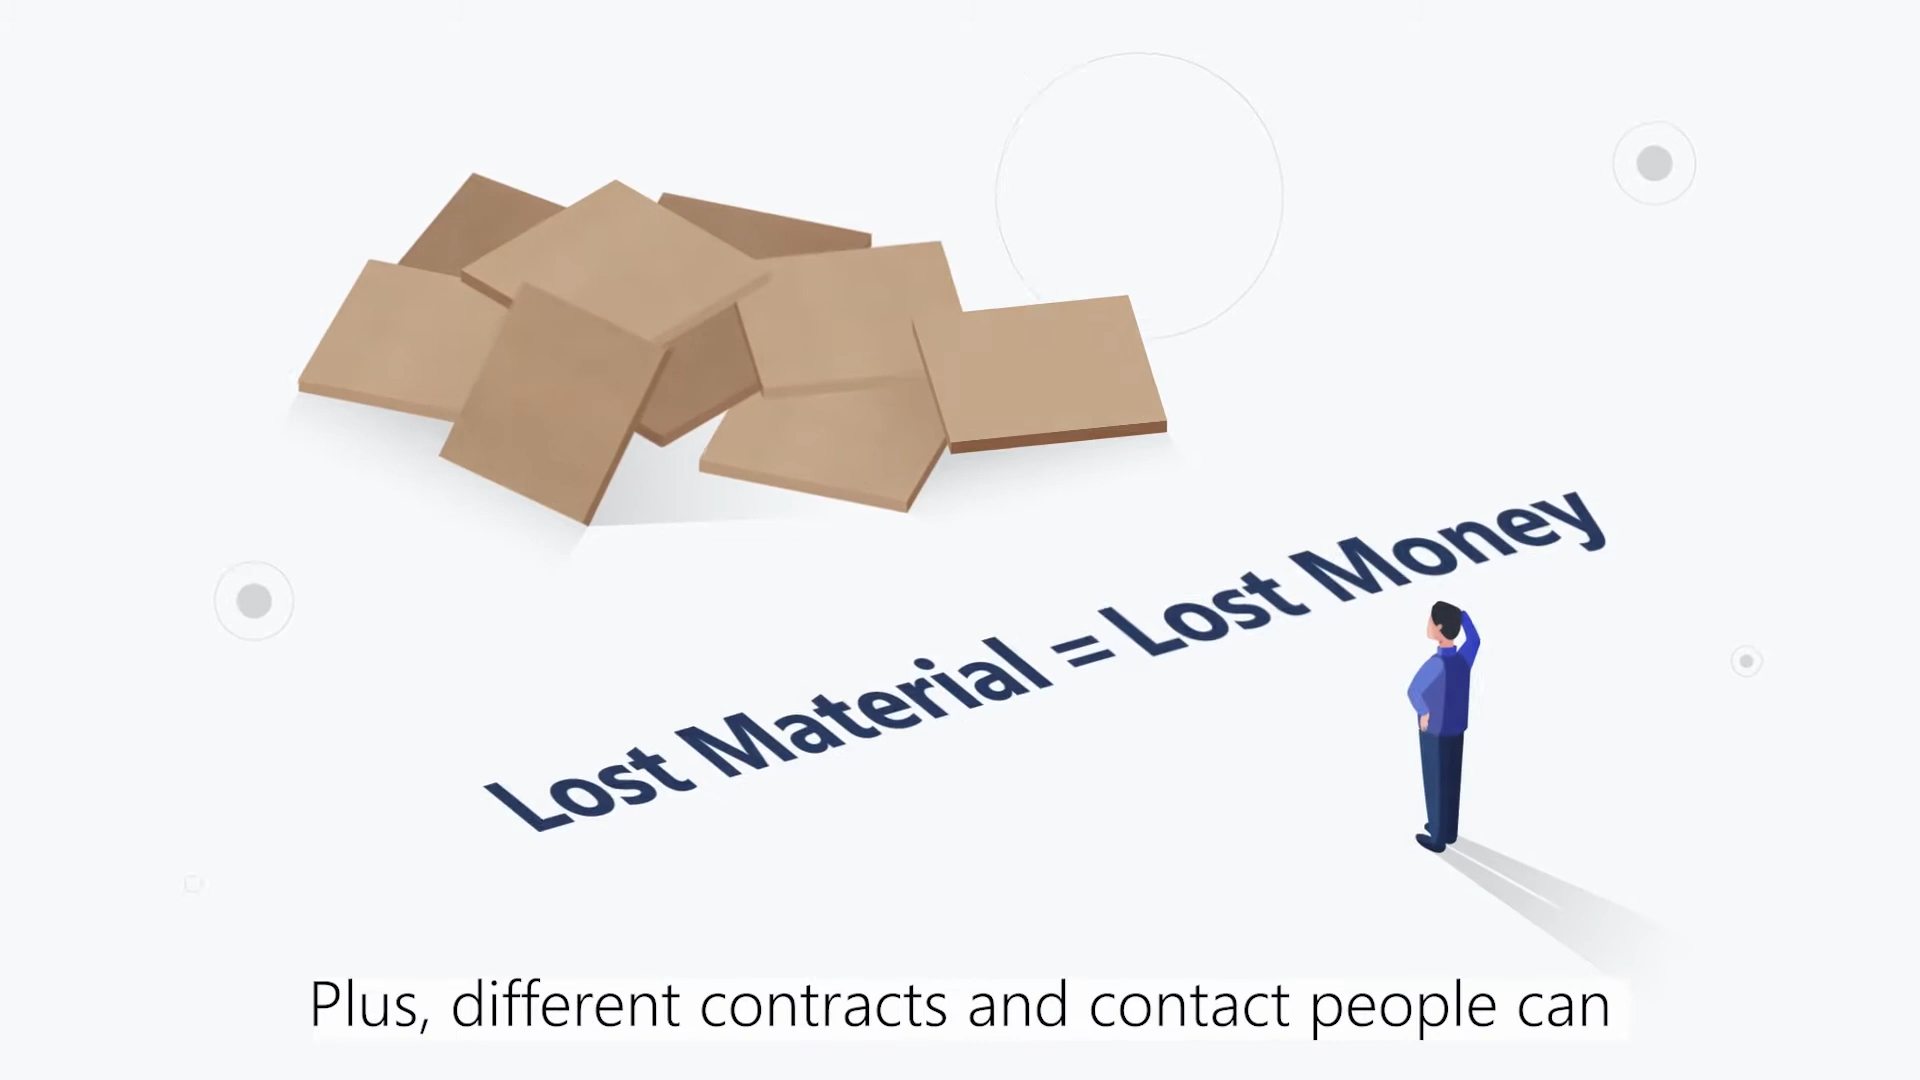 Lost Material = Lost Money
Plus, different contracts and contact people can